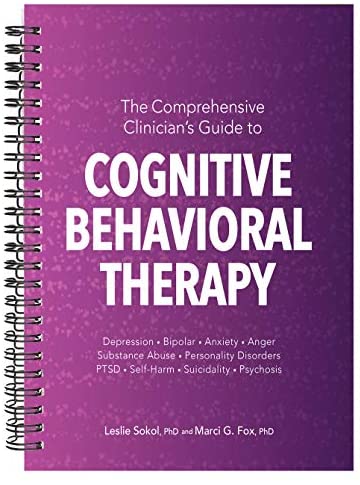 The Comprehensive
Clinician's Guide to
COGNITIVE
BEHAVIORAL
THERAPY
Depression • Bipolar • Anxiety • Anger
Substance Abuse • Personality Disorders
PTSD • Self-Harm • Suicidality • Psychosis
Leslie Sokol, PhD and Marci G. Fox, PhD